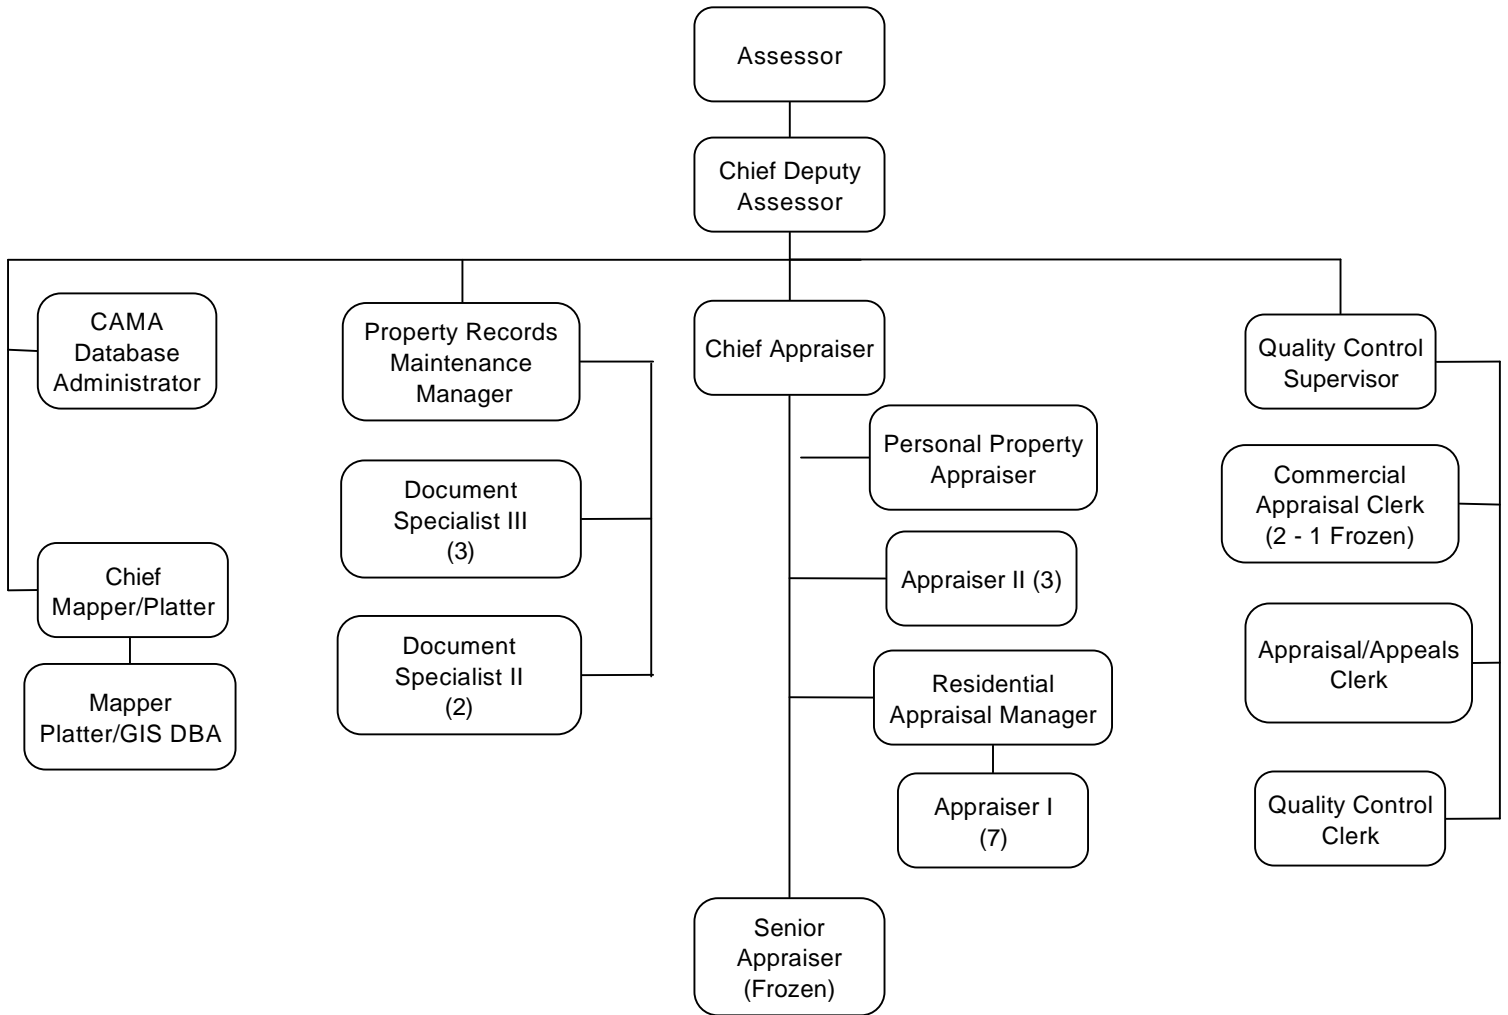 Assessor
Chief Deputy
Assessor
CAMA
Database
Administrator
Chief
Mapper/Platter
Mapper
Platter/GIS DBA
Property Records
Maintenance
Manager
Document
Specialist III
(3)
Document
Specialist II
(2)
Chief Appraiser
Personal Property
Appraiser
Appraiser II (3)
Residential
Appraisal Manager
Appraiser I
(7)
Senior
Appraiser
(Frozen)
Quality Control
Supervisor
Commercial
Appraisal Clerk
(2 - 1 Frozen)
Appraisal/Appeals
Clerk
Quality Control
Clerk